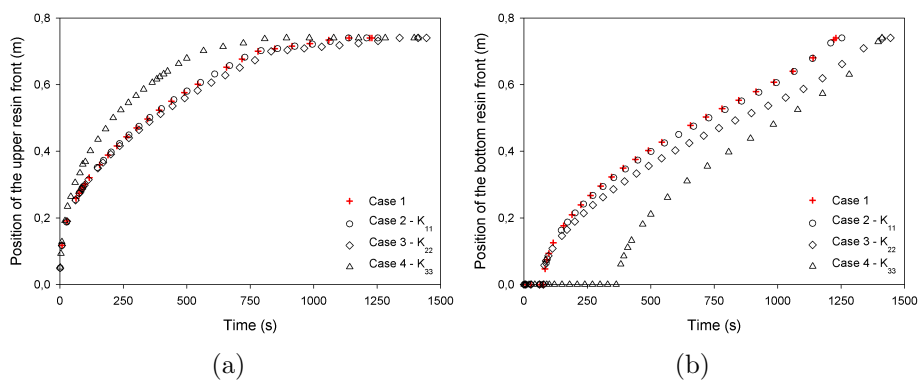 Position of the upper resin front (m)
0,8
0,6
0,4
0,2
0,0
Case 1
Case 2 - K11
Case 3 - K22
Case 4 - K33
0 250 500 750 1000 1250 1500
Time (s)
(a)
Position of the bottom resin front (m)
0,8
0,6
0,4
0,2
0,0
Case 1
Case 2 - K11
Case 3 - K22
Case 4 - K33
0 250 500 750 1000 1250 1500
Time (s)
(b)